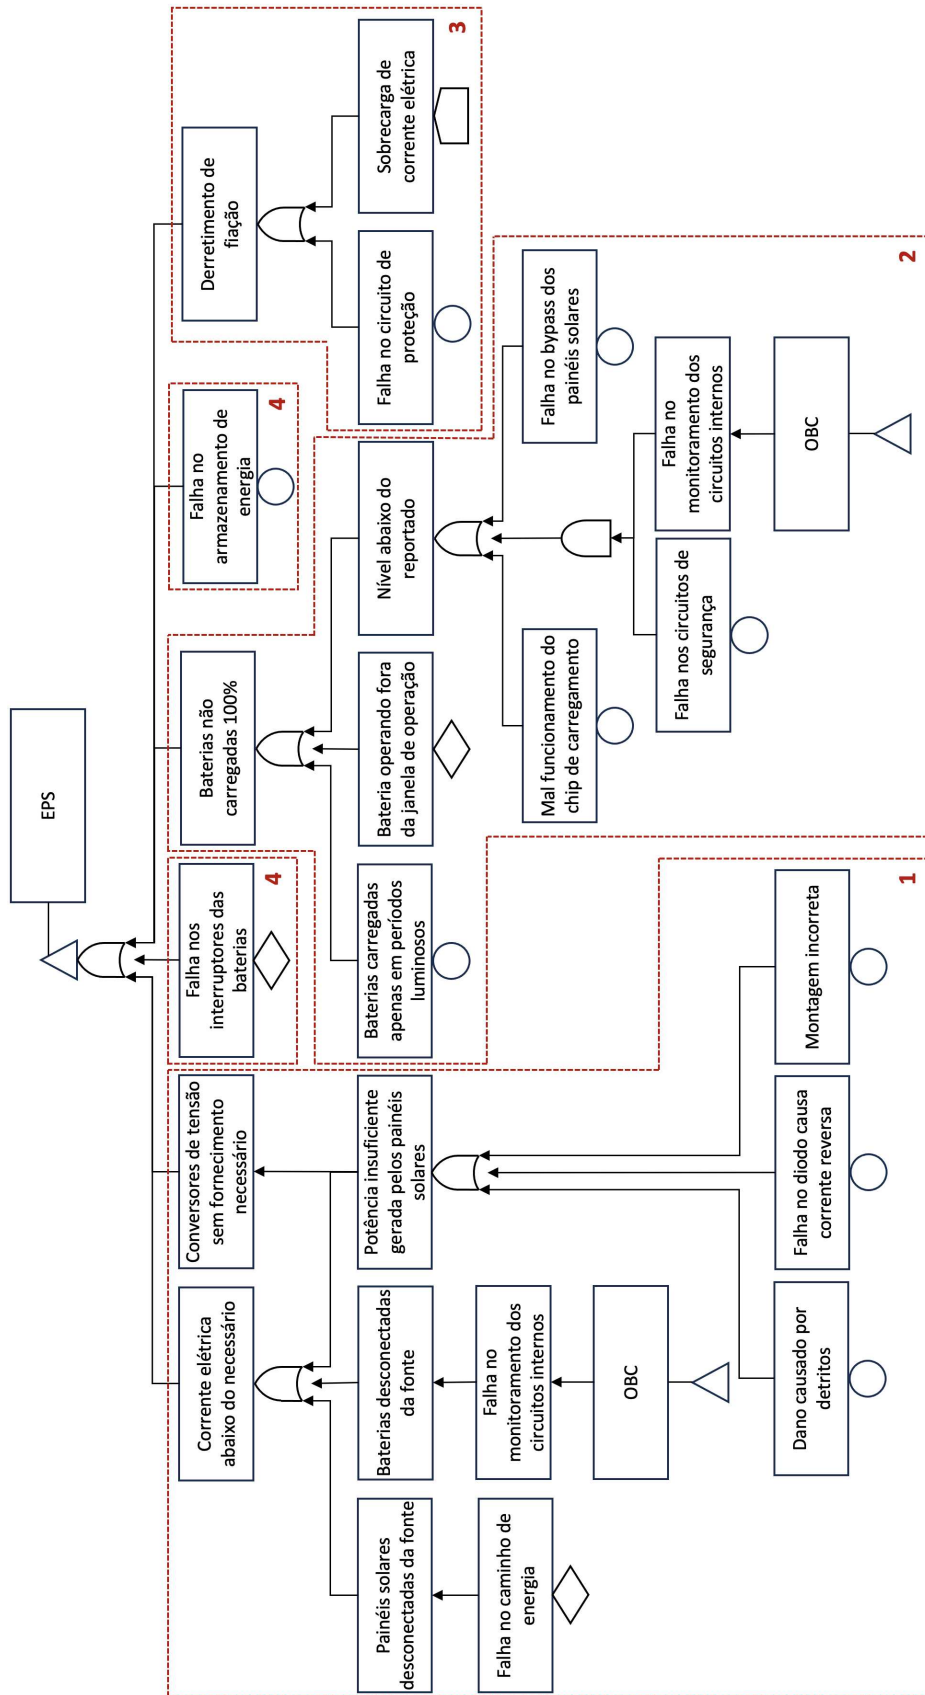 EPS
Corrente elétrica
abaixo do necessário
Conversores de tensão
sem fornecimento
necessário
Falha nos
interruptores das
baterias
4
Baterias não
carregadas 100%
Falha no
armazenamento de
energia
4
Derretimento de
fiação
Painéis solares
desconectadas da fonte
Baterias desconectadas
da fonte
Potência insuficiente
gerada pelos painéis
solares
Baterias carregadas
apenas em períodos
luminosos
Bateria operando fora
da janela de operação
Nível abaixo do
reportado
Falha no circuito de
proteção
Sobrecarga de
corrente elétrica
3
Falha no caminho de
energia
Falha no
monitoramento dos
circuitos internos
Mal funcionamento do
chip de carregamento
Falha no bypass dos
painéis solares
OBC
Falha nos circuitos de
segurança
Falha no
monitoramento dos
circuitos internos
Dano causado por
detritos
Falha no diodo causa
corrente reversa
Montagem incorreta
OBC
1
2